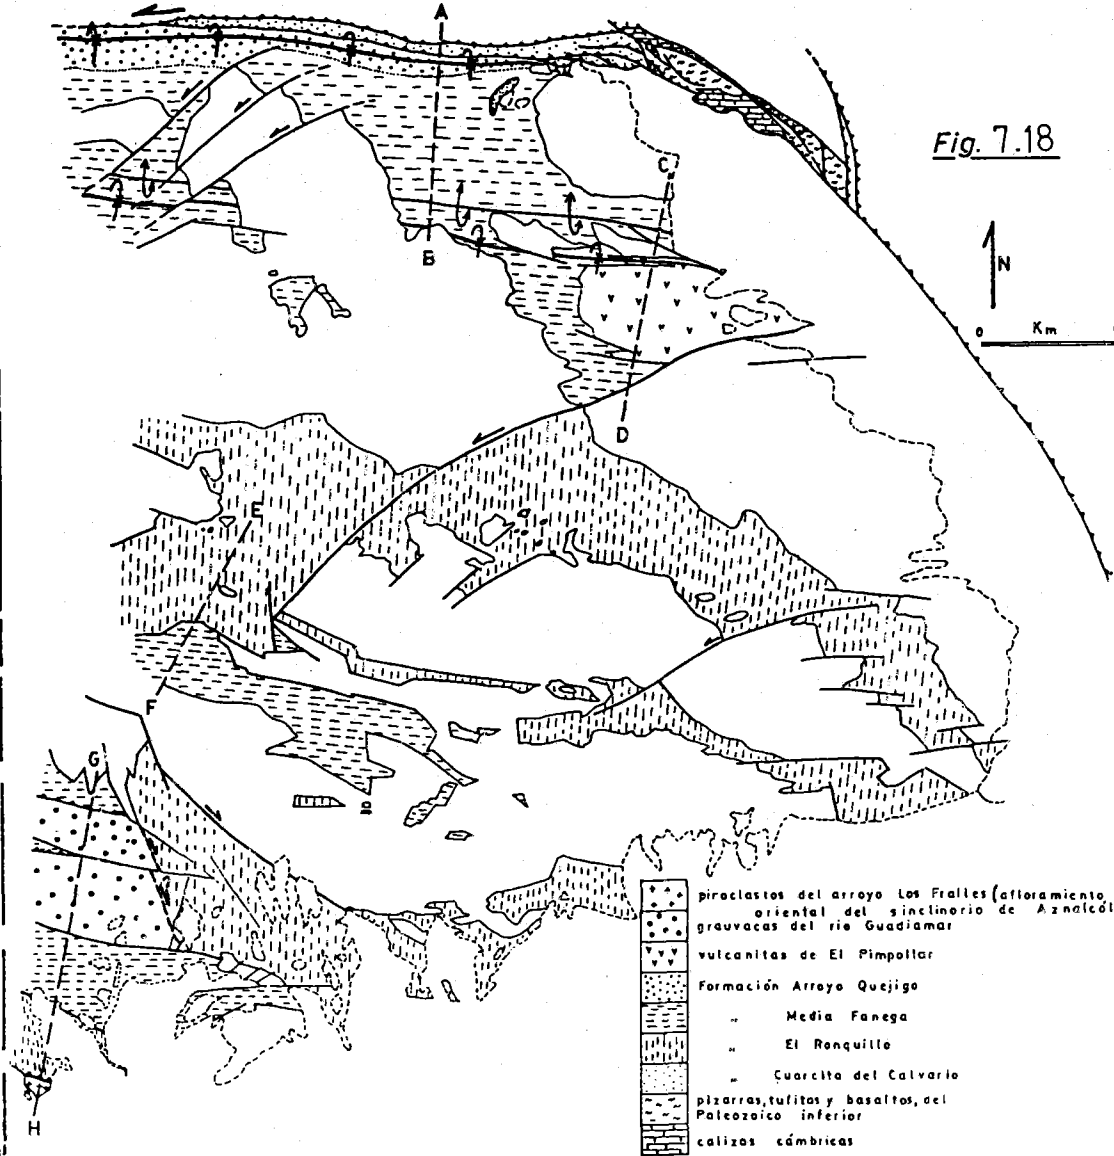 A
Fig. 7.18
C
N
B
0 Km
D
E
F
G
piroclastos del arroyo Los Frailes (afloramiento
oriental del sinclinorio de Aznalcól
grauvacas del río Guadiamar
vulcanitas de El Pimpollar
Formación Arroyo Quejigo
" Media Fanega
" El Ronquillo
" Cuarcita del Calvario
pizarras, tufitas y basaltos, del
Paleozoico inferior
calizas cámbricas
H